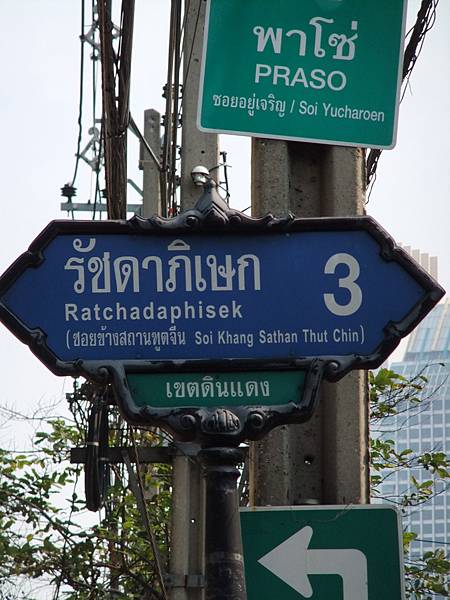 พาโซ่
PRASO
ซอยอยู่เจริญ / Soi Yucharoen
รัชดาภิเษก 3
Ratchadaphisek
(ซอยข้างสถานฑูตจีน Soi Khang Sathan Thut Chin)
เขตดินแดง